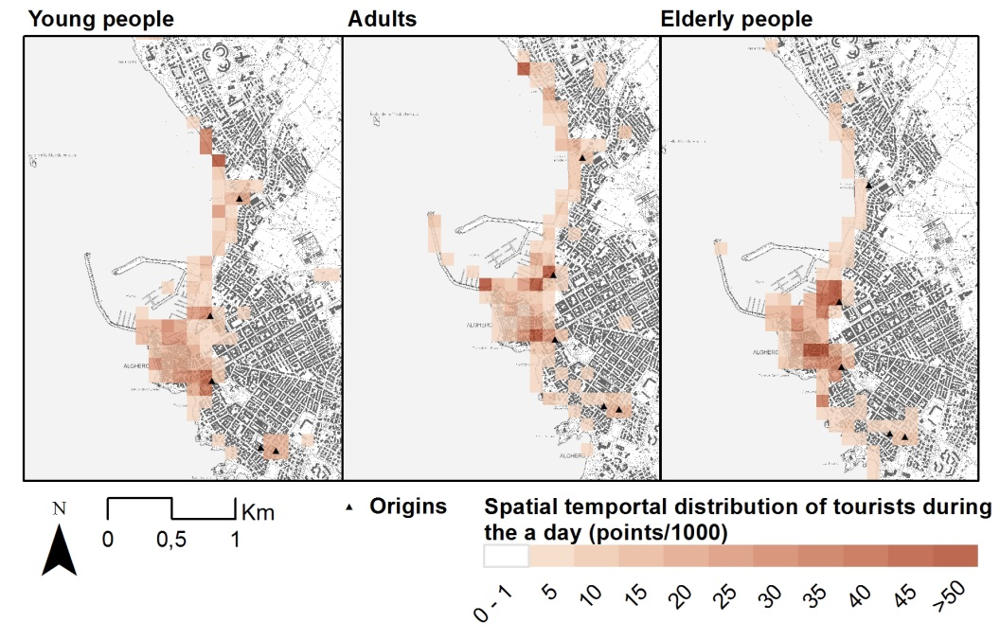 Young people
Adults
Elderly people
ALGHERO
ALGHERO
ALGHERO
ALGHERO
N
Km
0
0,5
1
Origins
Spatial temportal distribution of tourists during
the a day (points/1000)
0 - 1
5
10
15
20
25
30
35
40
45
>50